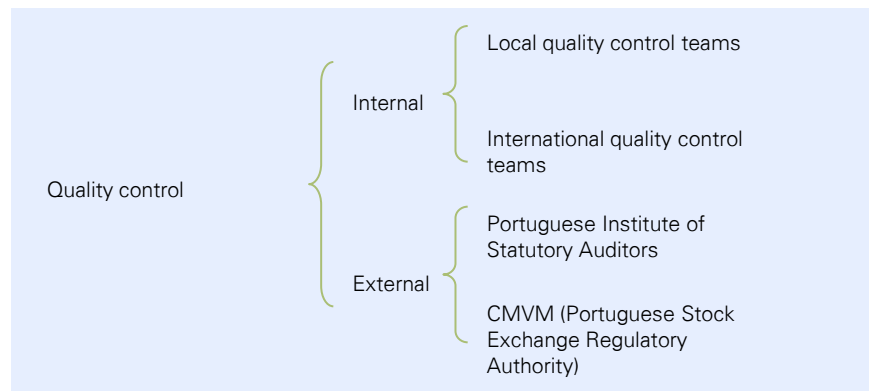 Quality control
Internal
Local quality control teams
International quality control
teams
External
Portuguese Institute of
Statutory Auditors
CMVM (Portuguese Stock
Exchange Regulatory
Authority)